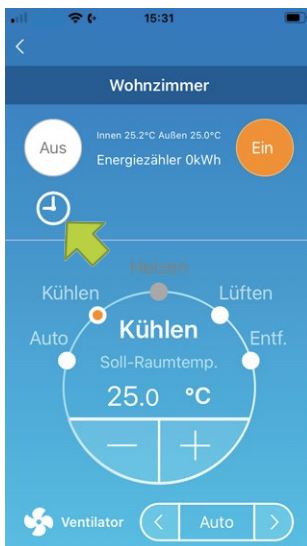 15:31
Wohnzimmer
Aus
Innen 25.2°C Außen 25.0°C
Energiezähler 0kWh
Ein
Heizen
Kühlen
Lüften
Auto
Kühlen
Entf.
Soll-Raumtemp.
25.0 °C
Ventilator
Auto